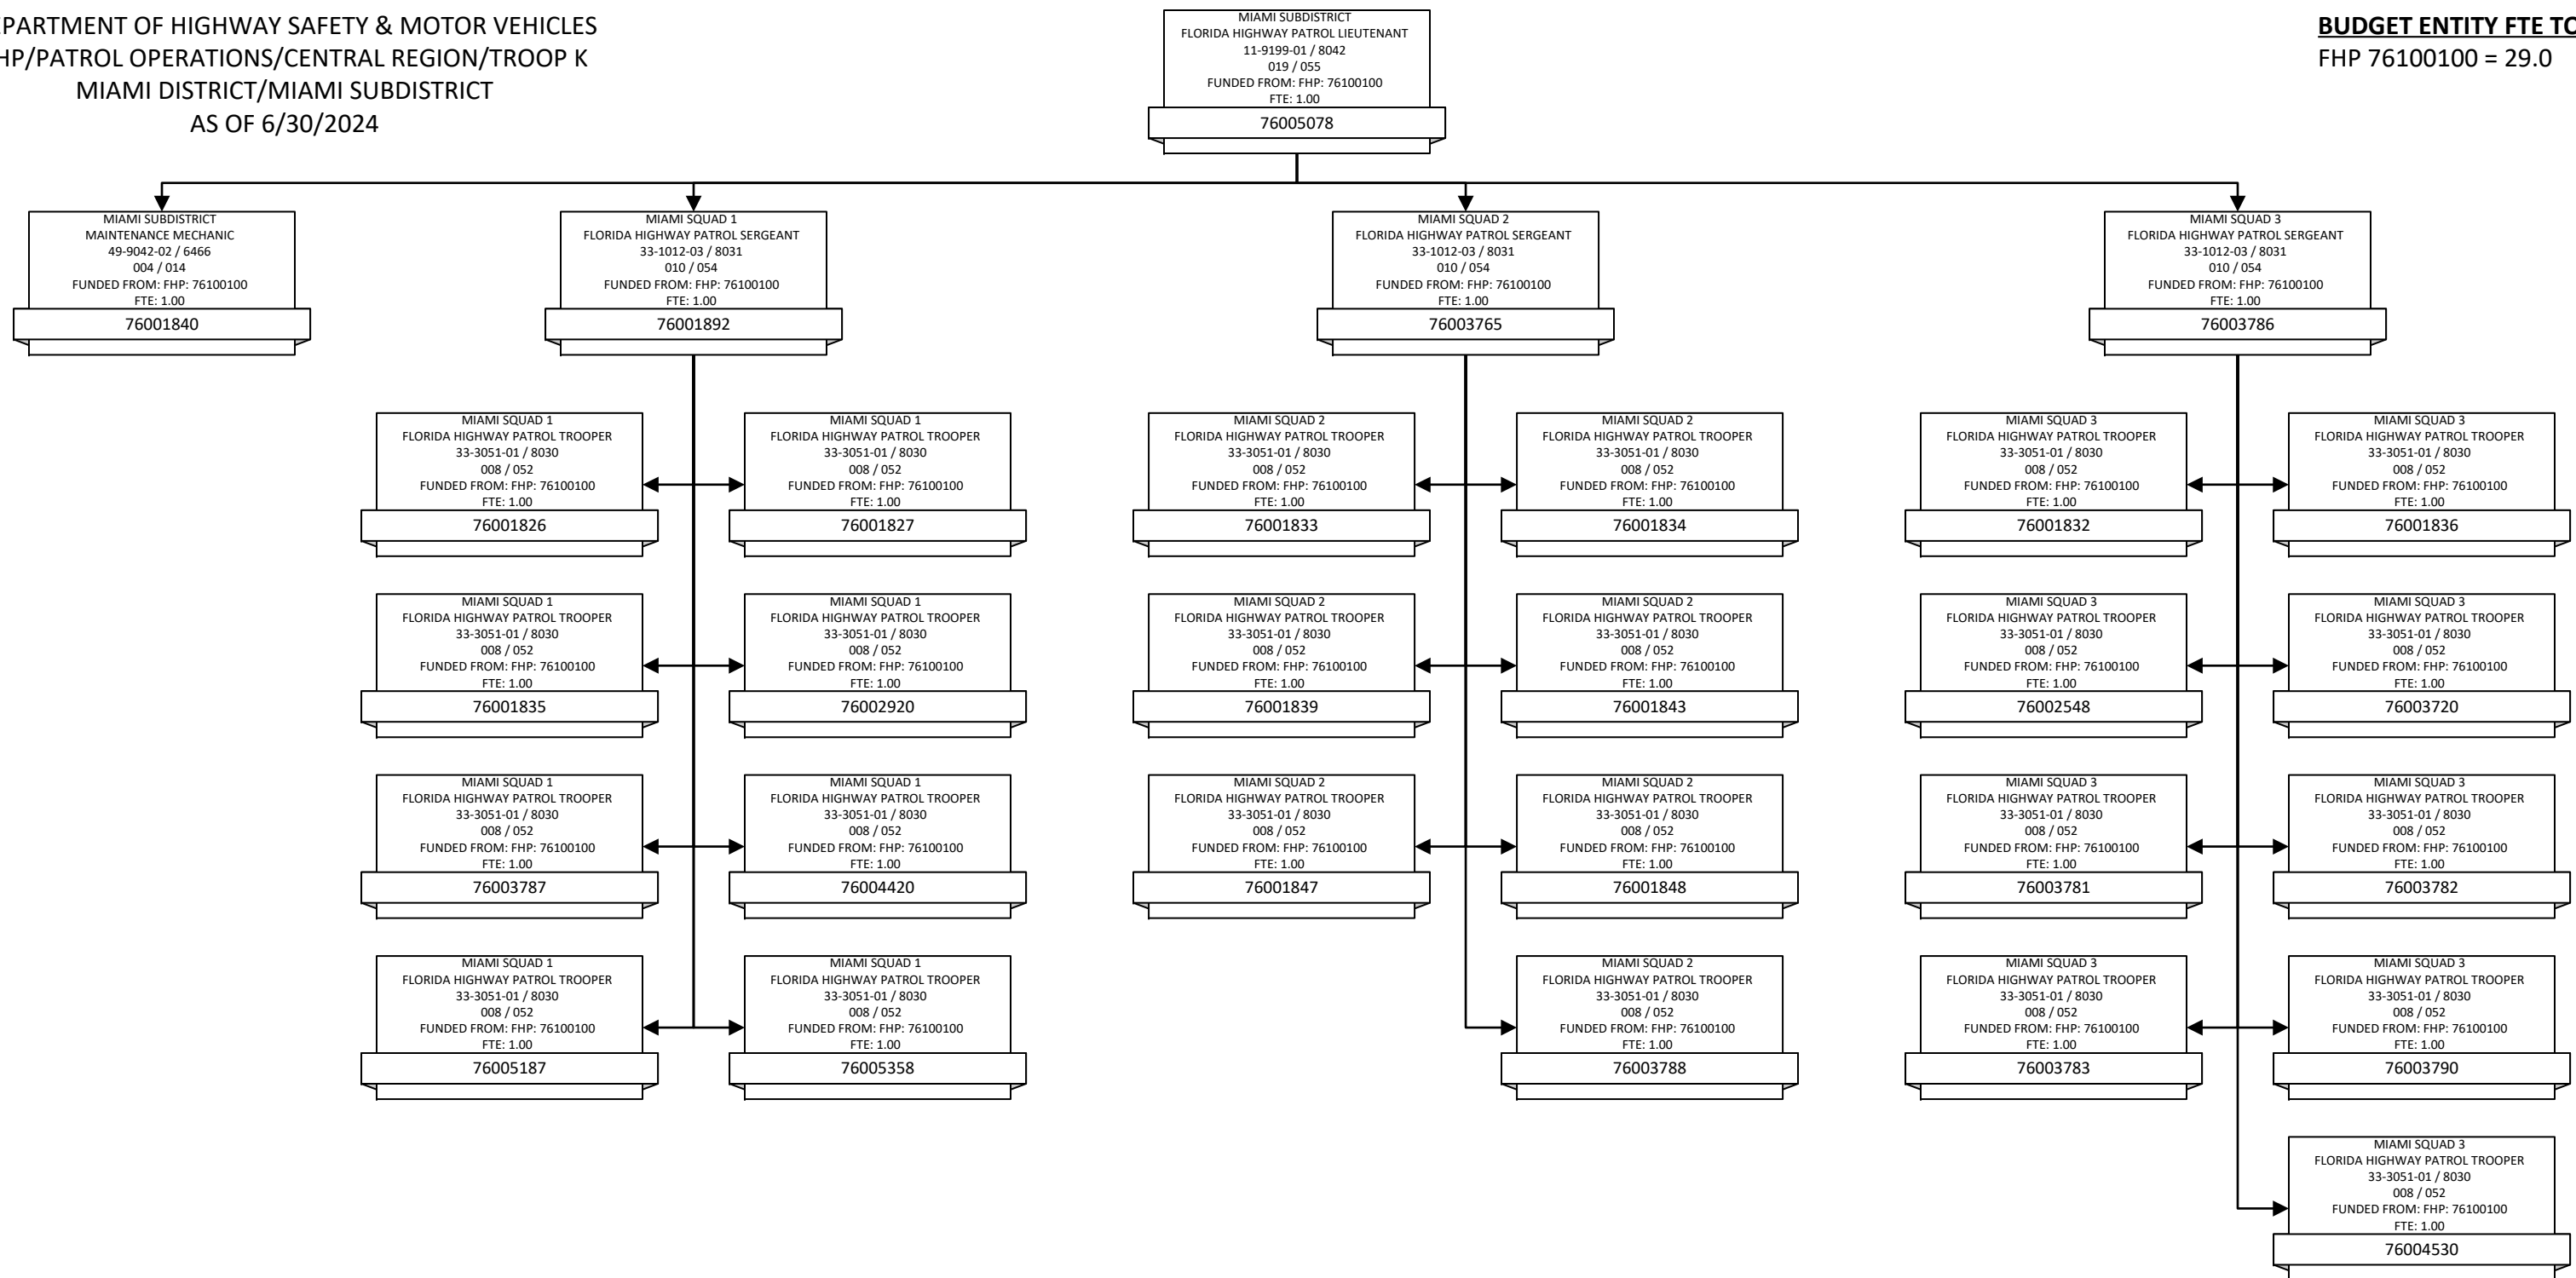 EPARTMENT OF HIGHWAY SAFETY & MOTOR VEHICLES
HP/PATROL OPERATIONS/CENTRAL REGION/TROOP K
MIAMI DISTRICT/MIAMI SUBDISTRICT
AS OF 6/30/2024
MIAMI SUBDISTRICT
FLORIDA HIGHWAY PATROL LIEUTENANT
11-9199-01 / 8042
019 / 055
FUNDED FROM: FHP: 76100100
FTE: 1.00
76005078
BUDGET ENTITY FTE TO
FHP 76100100 = 29.0
MIAMI SUBDISTRICT
MAINTENANCE MECHANIC
49-9042-02 / 6466
004 / 014
FUNDED FROM: FHP: 76100100
FTE: 1.00
76001840
MIAMI SQUAD 1
FLORIDA HIGHWAY PATROL SERGEANT
33-1012-03 / 8031
010 / 054
FUNDED FROM: FHP: 76100100
FTE: 1.00
76001892
MIAMI SQUAD 2
FLORIDA HIGHWAY PATROL SERGEANT
33-1012-03 / 8031
010 / 054
FUNDED FROM: FHP: 76100100
FTE: 1.00
76003765
MIAMI SQUAD 3
FLORIDA HIGHWAY PATROL SERGEANT
33-1012-03 / 8031
010 / 054
FUNDED FROM: FHP: 76100100
FTE: 1.00
76003786
MIAMI SQUAD 1
FLORIDA HIGHWAY PATROL TROOPER
33-3051-01 / 8030
008 / 052
FUNDED FROM: FHP: 76100100
FTE: 1.00
76001826
MIAMI SQUAD 1
FLORIDA HIGHWAY PATROL TROOPER
33-3051-01 / 8030
008 / 052
FUNDED FROM: FHP: 76100100
FTE: 1.00
76001827
MIAMI SQUAD 2
FLORIDA HIGHWAY PATROL TROOPER
33-3051-01 / 8030
008 / 052
FUNDED FROM: FHP: 76100100
FTE: 1.00
76001833
MIAMI SQUAD 2
FLORIDA HIGHWAY PATROL TROOPER
33-3051-01 / 8030
008 / 052
FUNDED FROM: FHP: 76100100
FTE: 1.00
76001834
MIAMI SQUAD 3
FLORIDA HIGHWAY PATROL TROOPER
33-3051-01 / 8030
008 / 052
FUNDED FROM: FHP: 76100100
FTE: 1.00
76001832
MIAMI SQUAD 3
FLORIDA HIGHWAY PATROL TROOPER
33-3051-01 / 8030
008 / 052
FUNDED FROM: FHP: 76100100
FTE: 1.00
76001836
MIAMI SQUAD 1
FLORIDA HIGHWAY PATROL TROOPER
33-3051-01 / 8030
008 / 052
FUNDED FROM: FHP: 76100100
FTE: 1.00
76001835
MIAMI SQUAD 1
FLORIDA HIGHWAY PATROL TROOPER
33-3051-01 / 8030
008 / 052
FUNDED FROM: FHP: 76100100
FTE: 1.00
76002920
MIAMI SQUAD 2
FLORIDA HIGHWAY PATROL TROOPER
33-3051-01 / 8030
008 / 052
FUNDED FROM: FHP: 76100100
FTE: 1.00
76001839
MIAMI SQUAD 2
FLORIDA HIGHWAY PATROL TROOPER
33-3051-01 / 8030
008 / 052
FUNDED FROM: FHP: 76100100
FTE: 1.00
76001843
MIAMI SQUAD 3
FLORIDA HIGHWAY PATROL TROOPER
33-3051-01 / 8030
008 / 052
FUNDED FROM: FHP: 76100100
FTE: 1.00
76002548
MIAMI SQUAD 3
FLORIDA HIGHWAY PATROL TROOPER
33-3051-01 / 8030
008 / 052
FUNDED FROM: FHP: 76100100
FTE: 1.00
76003720
MIAMI SQUAD 1
FLORIDA HIGHWAY PATROL TROOPER
33-3051-01 / 8030
008 / 052
FUNDED FROM: FHP: 76100100
FTE: 1.00
76003787
MIAMI SQUAD 1
FLORIDA HIGHWAY PATROL TROOPER
33-3051-01 / 8030
008 / 052
FUNDED FROM: FHP: 76100100
FTE: 1.00
76004420
MIAMI SQUAD 2
FLORIDA HIGHWAY PATROL TROOPER
33-3051-01 / 8030
008 / 052
FUNDED FROM: FHP: 76100100
FTE: 1.00
76001847
MIAMI SQUAD 2
FLORIDA HIGHWAY PATROL TROOPER
33-3051-01 / 8030
008 / 052
FUNDED FROM: FHP: 76100100
FTE: 1.00
76001848
MIAMI SQUAD 3
FLORIDA HIGHWAY PATROL TROOPER
33-3051-01 / 8030
008 / 052
FUNDED FROM: FHP: 76100100
FTE: 1.00
76003781
MIAMI SQUAD 3
FLORIDA HIGHWAY PATROL TROOPER
33-3051-01 / 8030
008 / 052
FUNDED FROM: FHP: 76100100
FTE: 1.00
76003782
MIAMI SQUAD 1
FLORIDA HIGHWAY PATROL TROOPER
33-3051-01 / 8030
008 / 052
FUNDED FROM: FHP: 76100100
FTE: 1.00
76005187
MIAMI SQUAD 1
FLORIDA HIGHWAY PATROL TROOPER
33-3051-01 / 8030
008 / 052
FUNDED FROM: FHP: 76100100
FTE: 1.00
76005358
MIAMI SQUAD 2
FLORIDA HIGHWAY PATROL TROOPER
33-3051-01 / 8030
008 / 052
FUNDED FROM: FHP: 76100100
FTE: 1.00
76003788
MIAMI SQUAD 3
FLORIDA HIGHWAY PATROL TROOPER
33-3051-01 / 8030
008 / 052
FUNDED FROM: FHP: 76100100
FTE: 1.00
76003783
MIAMI SQUAD 3
FLORIDA HIGHWAY PATROL TROOPER
33-3051-01 / 8030
008 / 052
FUNDED FROM: FHP: 76100100
FTE: 1.00
76003790
MIAMI SQUAD 3
FLORIDA HIGHWAY PATROL TROOPER
33-3051-01 / 8030
008 / 052
FUNDED FROM: FHP: 76100100
FTE: 1.00
76004530